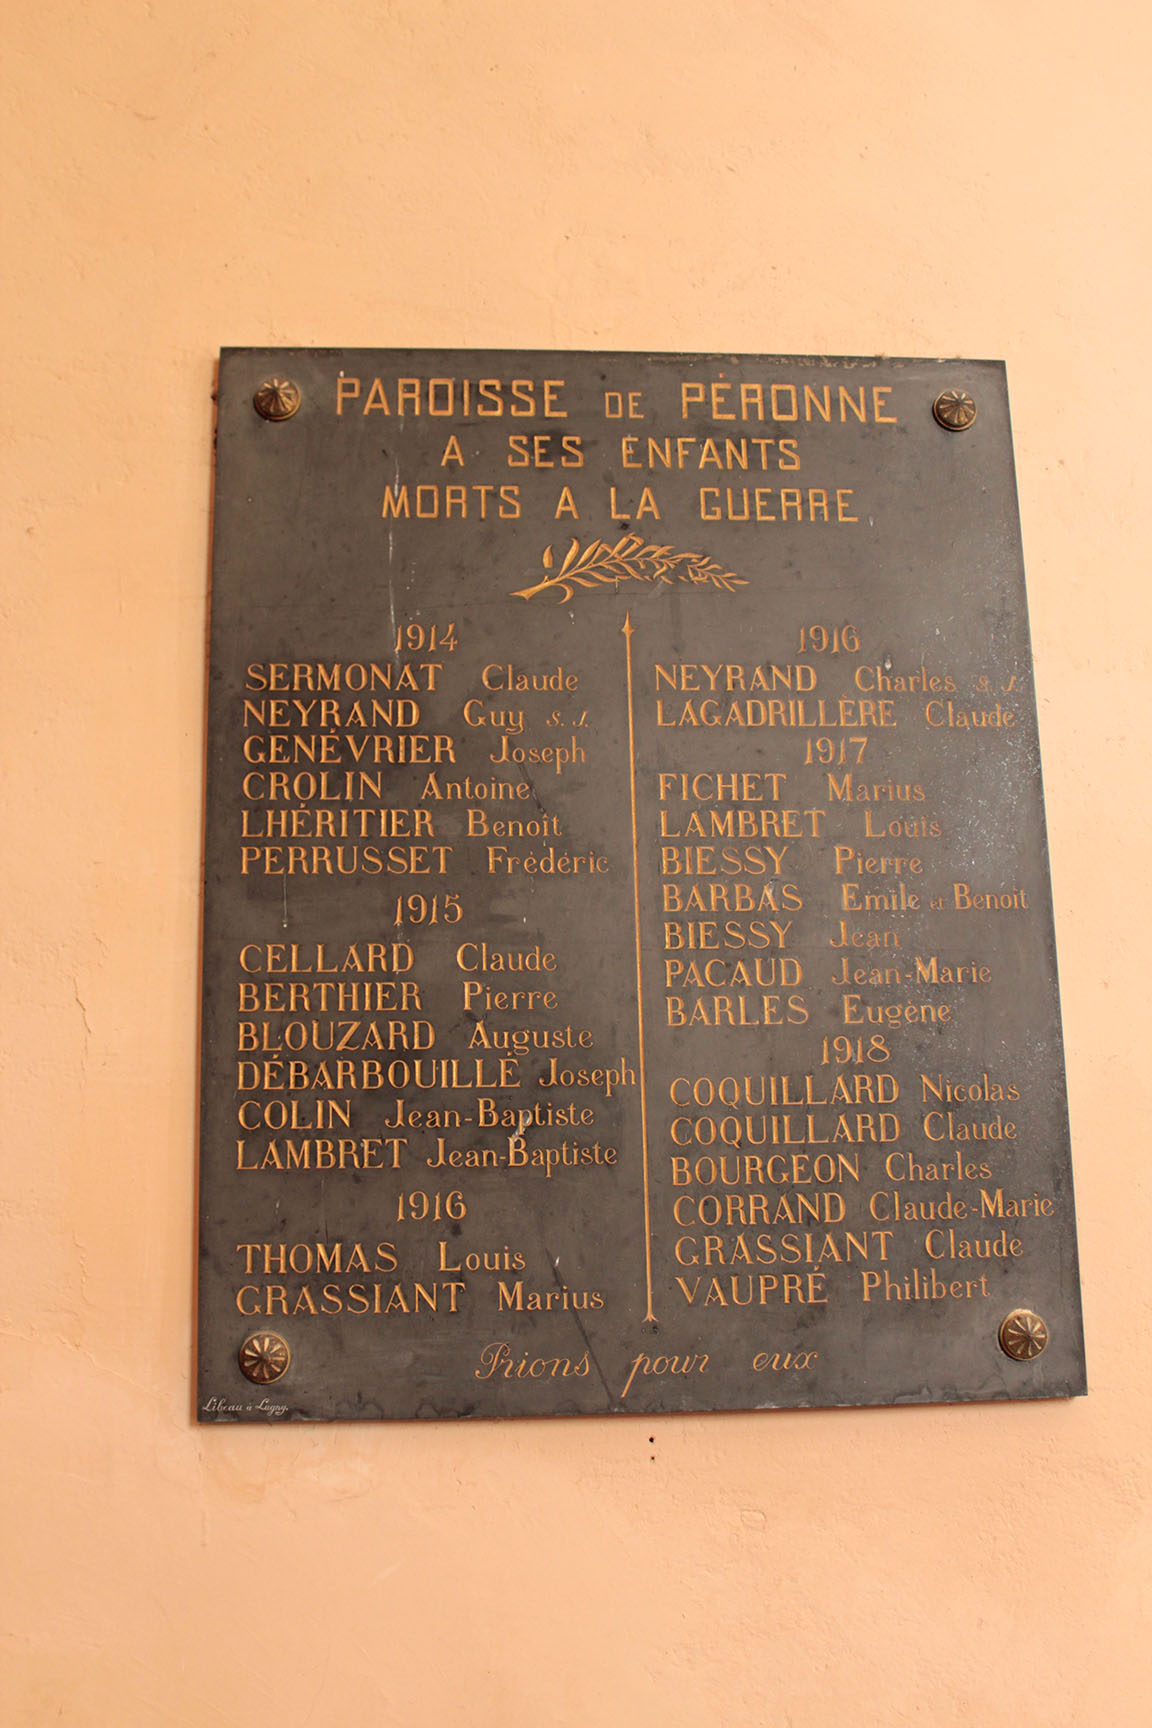 PAROISSE DE PÉRONNE
A SES ENFANTS
MORTS A LA GUERRE
1914
SERMONAT Claude
NEYRAND Guy S. J.
GENÉVRIER Joseph
CROLIN Antoine
LHÉRITIER Benoit
PERRUSSET Frédéric
1915
CELLARD Claude
BERTHIER Pierre
BLOUZARD Auguste
DÉBARBOUILLÉ Joseph
COLIN Jean-Baptiste
LAMBRET Jean-Baptiste
1916
THOMAS Louis
GRASSIANT Marius
1916
NEYRAND Charles S. J.
LAGADRILLÈRE Claude
1917
FICHET Marius
LAMBRET Louis
BIESSY Pierre
BARBAS Emile et Benoit
BIESSY Jean
PACAUD Jean-Marie
BARLES Eugène
1918
COQUILLARD Nicolas
COQUILLARD Claude
BOURGEON Charles
CORRAND Claude-Marie
GRASSIANT Claude
VAUPRÉ Philibert
Prions pour eux
Libeau à Lugny.